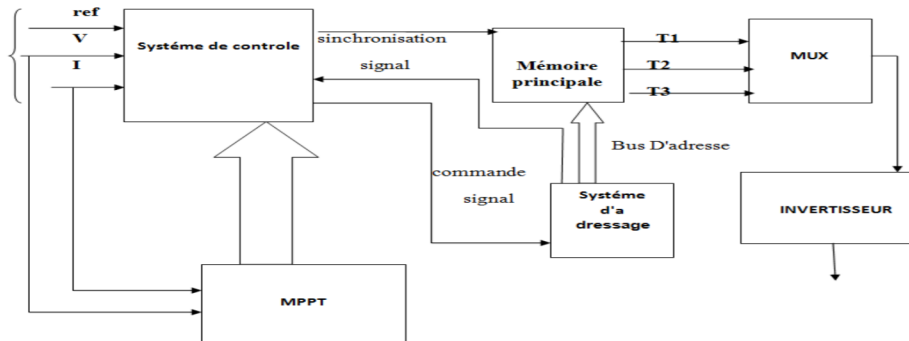 ref
V
I
Systéme de controle
sinchronisation
signal
Mémoire
principale
T1
T2
T3
MUX
Bus D'adresse
commande
signal
Systéme
d'a
dressage
INVERTISSEUR
MPPT